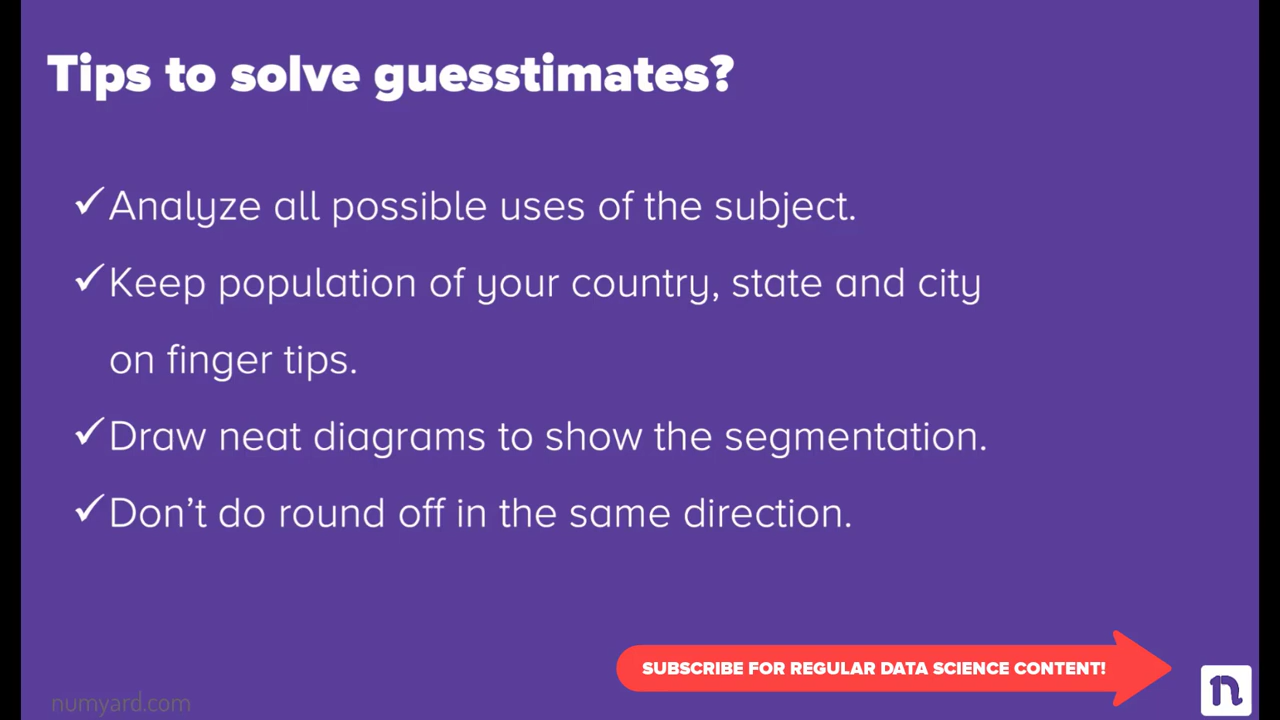 Tips to solve guesstimates?
✓Analyze all possible uses of the subject.
✓Keep population of your country, state and city
on finger tips.
✓Draw neat diagrams to show the segmentation.
✓Don't do round off in the same direction.
SUBSCRIBE FOR REGULAR DATA SCIENCE CONTENT!
n
numyard.com